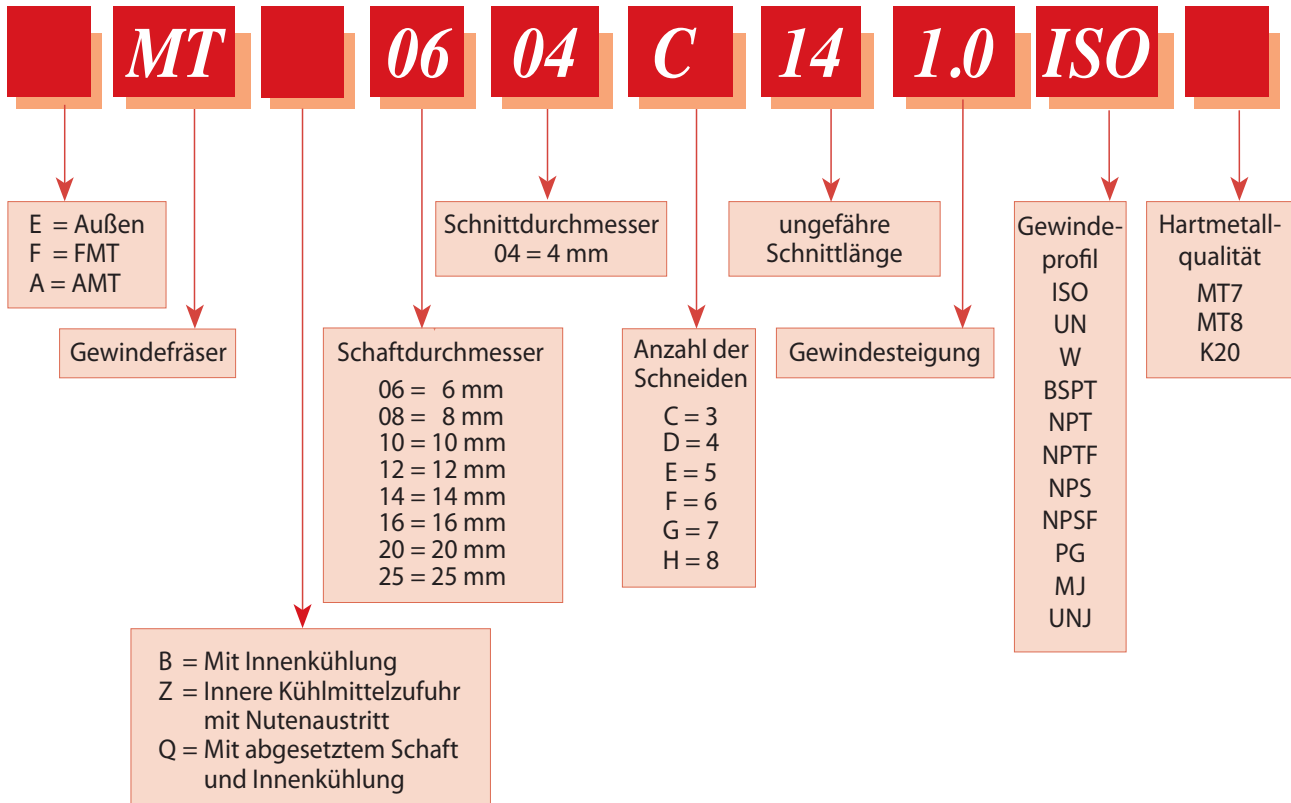 MT 06 04 C 14 1.0 ISO
E = Außen
F = FMT
A = AMT
Gewindefräser
B = Mit Innenkühlung
Z = Innere Kühlmittelzufuhr
mit Nutenaustritt
Q = Mit abgesetztem Schaft
und Innenkühlung
Schaftdurchmesser
06 = 6 mm
08 = 8 mm
10 = 10 mm
12 = 12 mm
14 = 14 mm
16 = 16 mm
20 = 20 mm
25 = 25 mm
Schnittdurchmesser
04 = 4 mm
Anzahl der
Schneiden
C = 3
D = 4
E = 5
F = 6
G = 7
H = 8
ungefähre
Schnittlänge
Gewindesteigung
Gewinde-
profil
ISO
UN
W
BSPT
NPT
NPTF
NPS
NPSF
PG
MJ
UNJ
Hartmetall-
qualität
MT7
MT8
K20